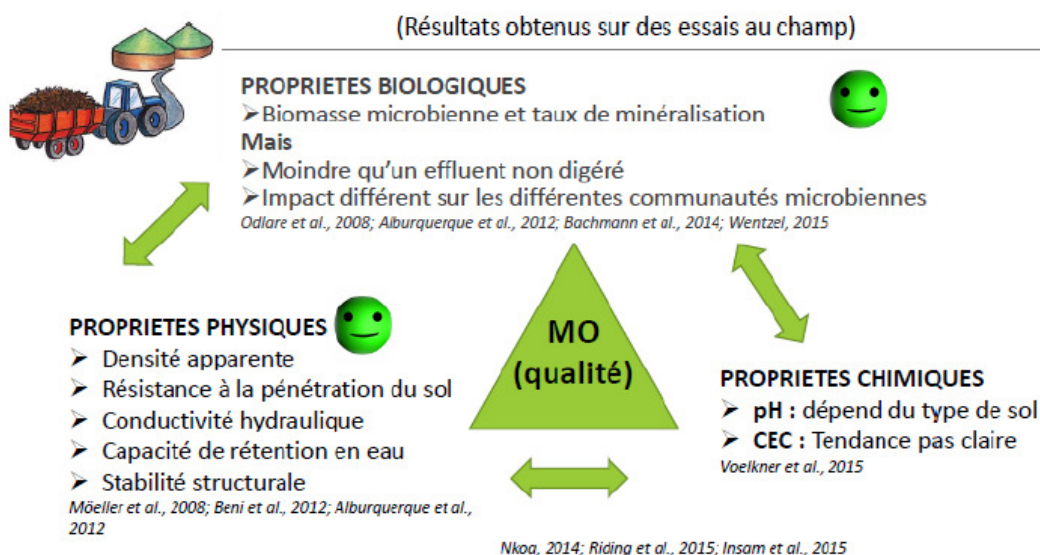 (Résultats obtenus sur des essais au champ)
PROPRIETES BIOLOGIQUES
➢Biomasse microbienne et taux de minéralisation
Mais
➢Moindre qu'un effluent non digéré
➢Impact différent sur les différentes communautés microbiennes
Odlare et al., 2008; Alburquerque et al., 2012; Bachmann et al., 2014; Wentzel, 2015
PROPRIETES PHYSIQUES
➢ Densité apparente
➢ Résistance à la pénétration du sol
➢ Conductivité hydraulique
➢ Capacité de rétention en eau
➢ Stabilité structurale
Möeller et al., 2008; Beni et al., 2012; Alburquerque et al.,
2012
MO
(qualité)
PROPRIETES CHIMIQUES
➢ pH : dépend du type de sol
➢ CEC : Tendance pas claire
Voelkner et al., 2015
Nkoa, 2014; Riding et al., 2015; Insam et al., 2015